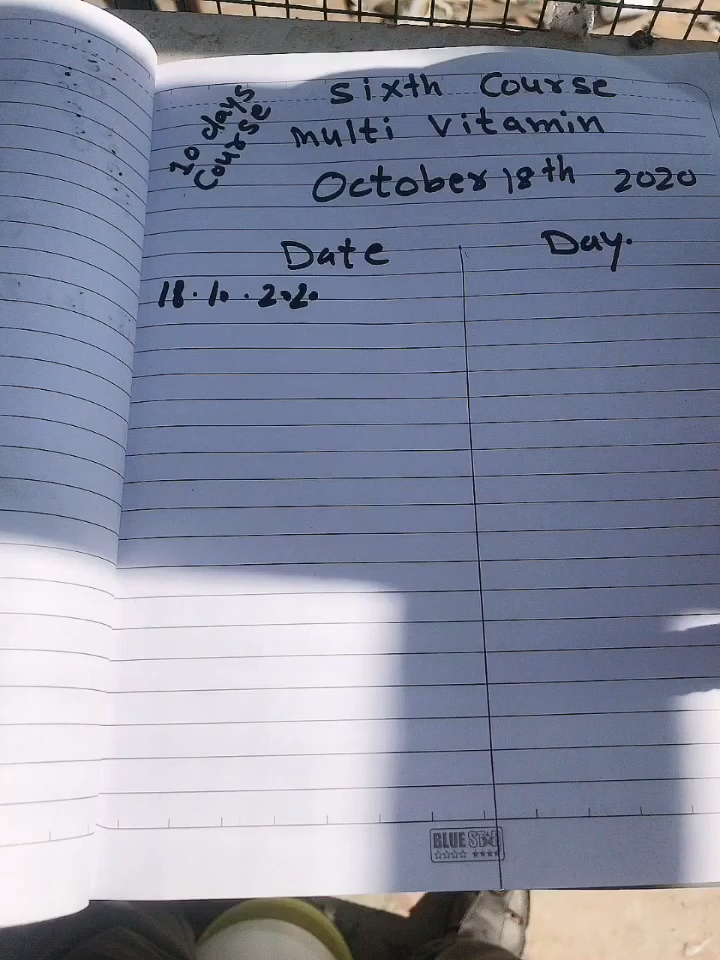 10 days
Course
Sixth Course
Multi Vitamin
October 18th 2020
Date Day.
18.10.2020
BLUE STAR